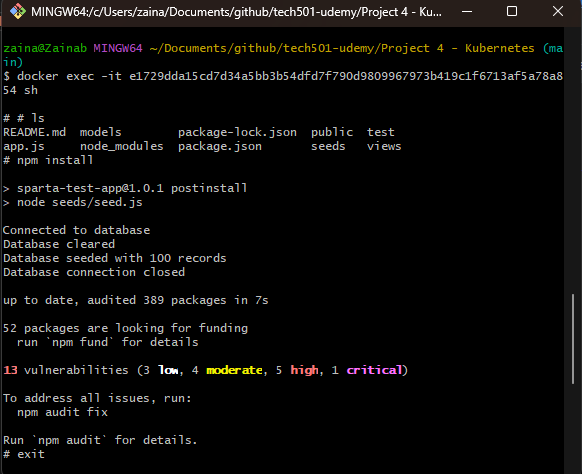 MINGW64:/c/Users/zaina/Documents/github/tech501-udemy/Project 4 - Ku...
zaina@Zainab MINGW64 ~/Documents/github/tech501-udemy/Project 4 - Kubernetes (ma
in)
$ docker exec -it e1729dda15cd7d34a5bb3b54dfd7f790d9809967973b419c1f6713af5a78a8
54 sh
# # ls
README.md  models        package-lock.json  public  test
app.js     node_modules  package.json       seeds   views
# npm install
> sparta-test-app@1.0.1 postinstall
> node seeds/seed.js
Connected to database
Database cleared
Database seeded with 100 records
Database connection closed
up to date, audited 389 packages in 7s
52 packages are looking for funding
  run `npm fund` for details
13 vulnerabilities (3 low, 4 moderate, 5 high, 1 critical)
To address all issues, run:
  npm audit fix
Run `npm audit` for details.
# exit